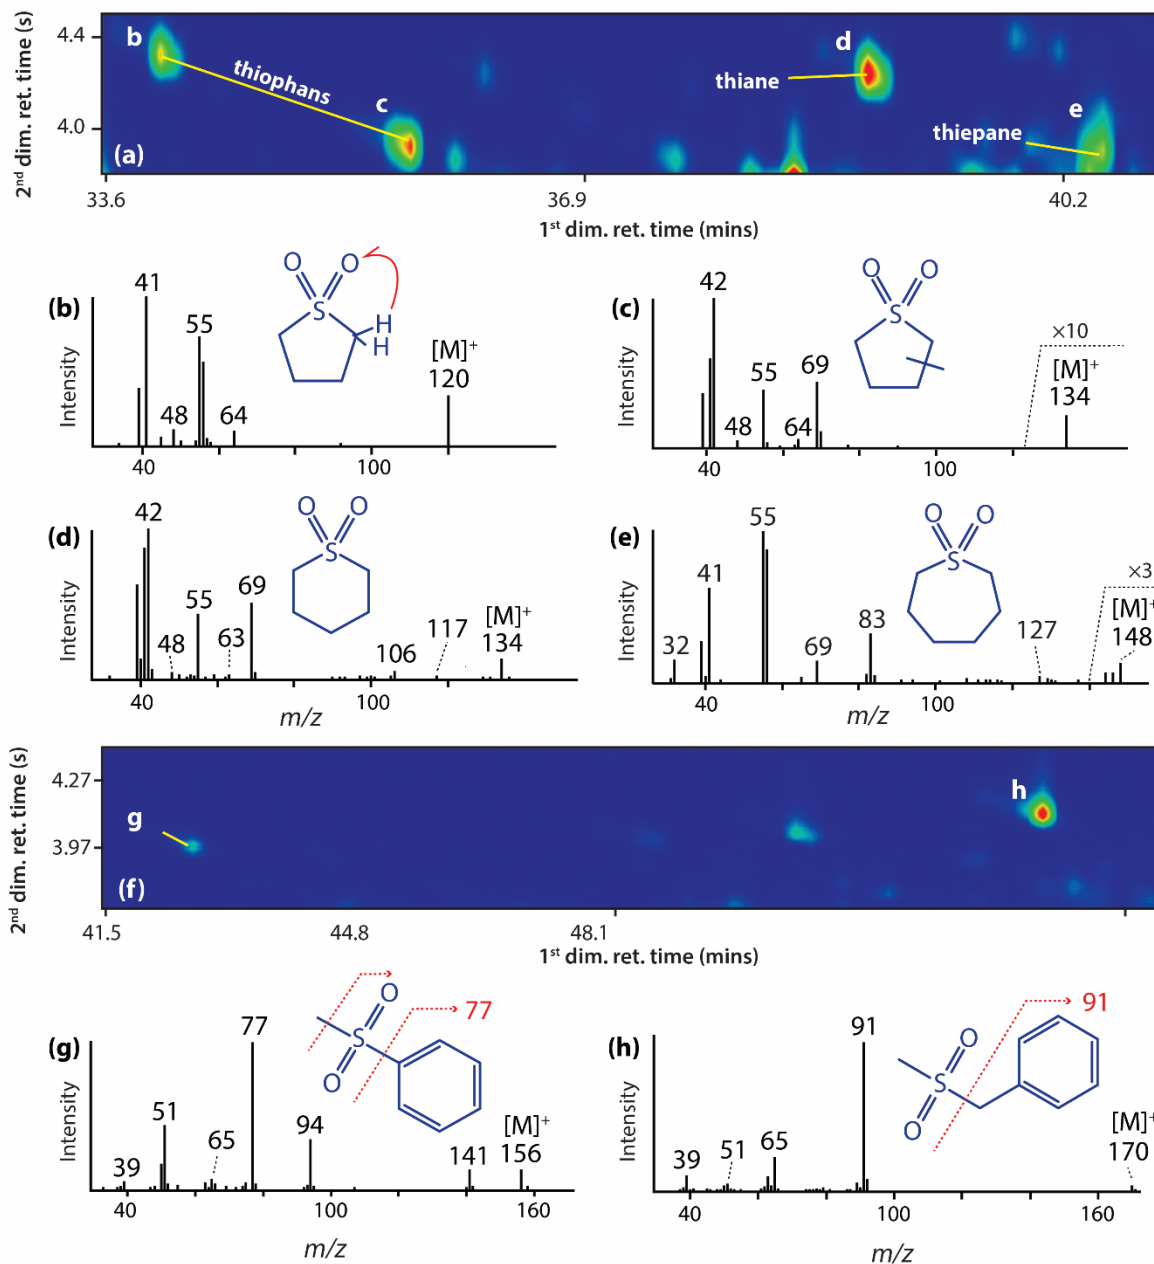 2nd dim. ret. time (s)
4.4
4.0
b
thiophans
c
d
thiane
e
thiepane
(a)
33.6 36.9 40.2
1st dim. ret. time (mins)
(b)
Intensity
41
48
55
64
[M]+
120
O O
S
H
H
40 100
(c)
Intensity
42
48
55
64
69
×10
[M]+
134
O O
S
40 100
(d)
Intensity
42
48
55
63
69
106
117
[M]+
134
O O
S
40 100
m/z
(e)
Intensity
32
41
55
69
83
127
×3
[M]+
148
O O
S
40 100
m/z
2nd dim. ret. time (s)
4.27
3.97
g
h
(f)
41.5 44.8 48.1
1st dim. ret. time (mins)
(g)
Intensity
39
51
65
77
94
141
[M]+
156
O
S
O
77
40 100 160
m/z
(h)
Intensity
39
51
65
91
[M]+
170
O
S
O
91
40 100 160
m/z